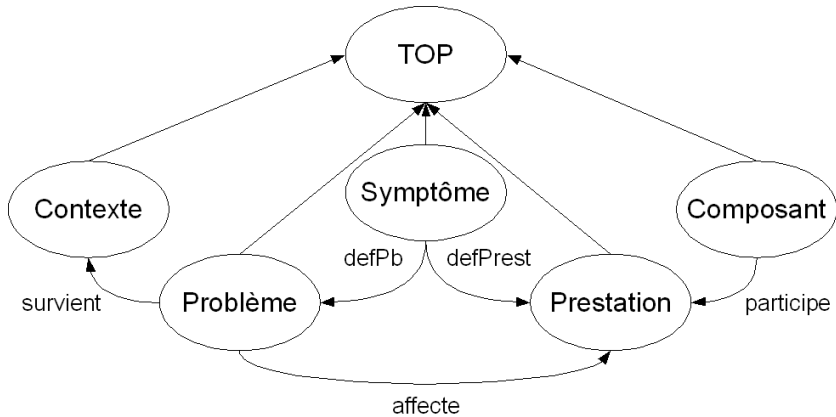 TOP
Symptôme
Contexte
Composant
defPb
defPrest
survient
Problème
Prestation
participe
affecte